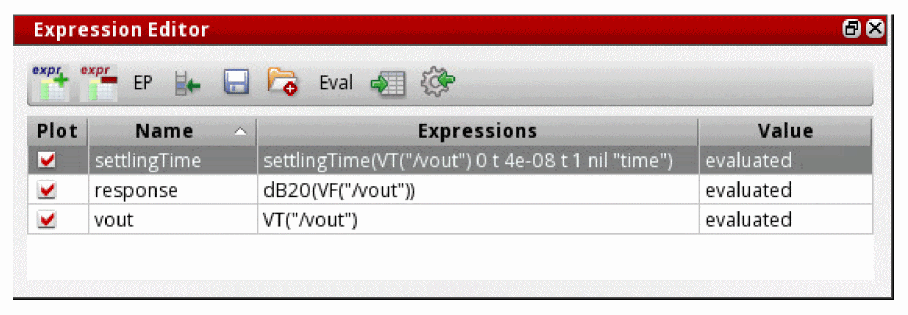 Expression Editor
expr expr EP Eval
Plot Name Expressions Value
settlingTime settlingTime(VT("/vout") 0 t 4e-08 t 1 nil "time") evaluated
response dB20(VF("/vout")) evaluated
vout VT("/vout") evaluated